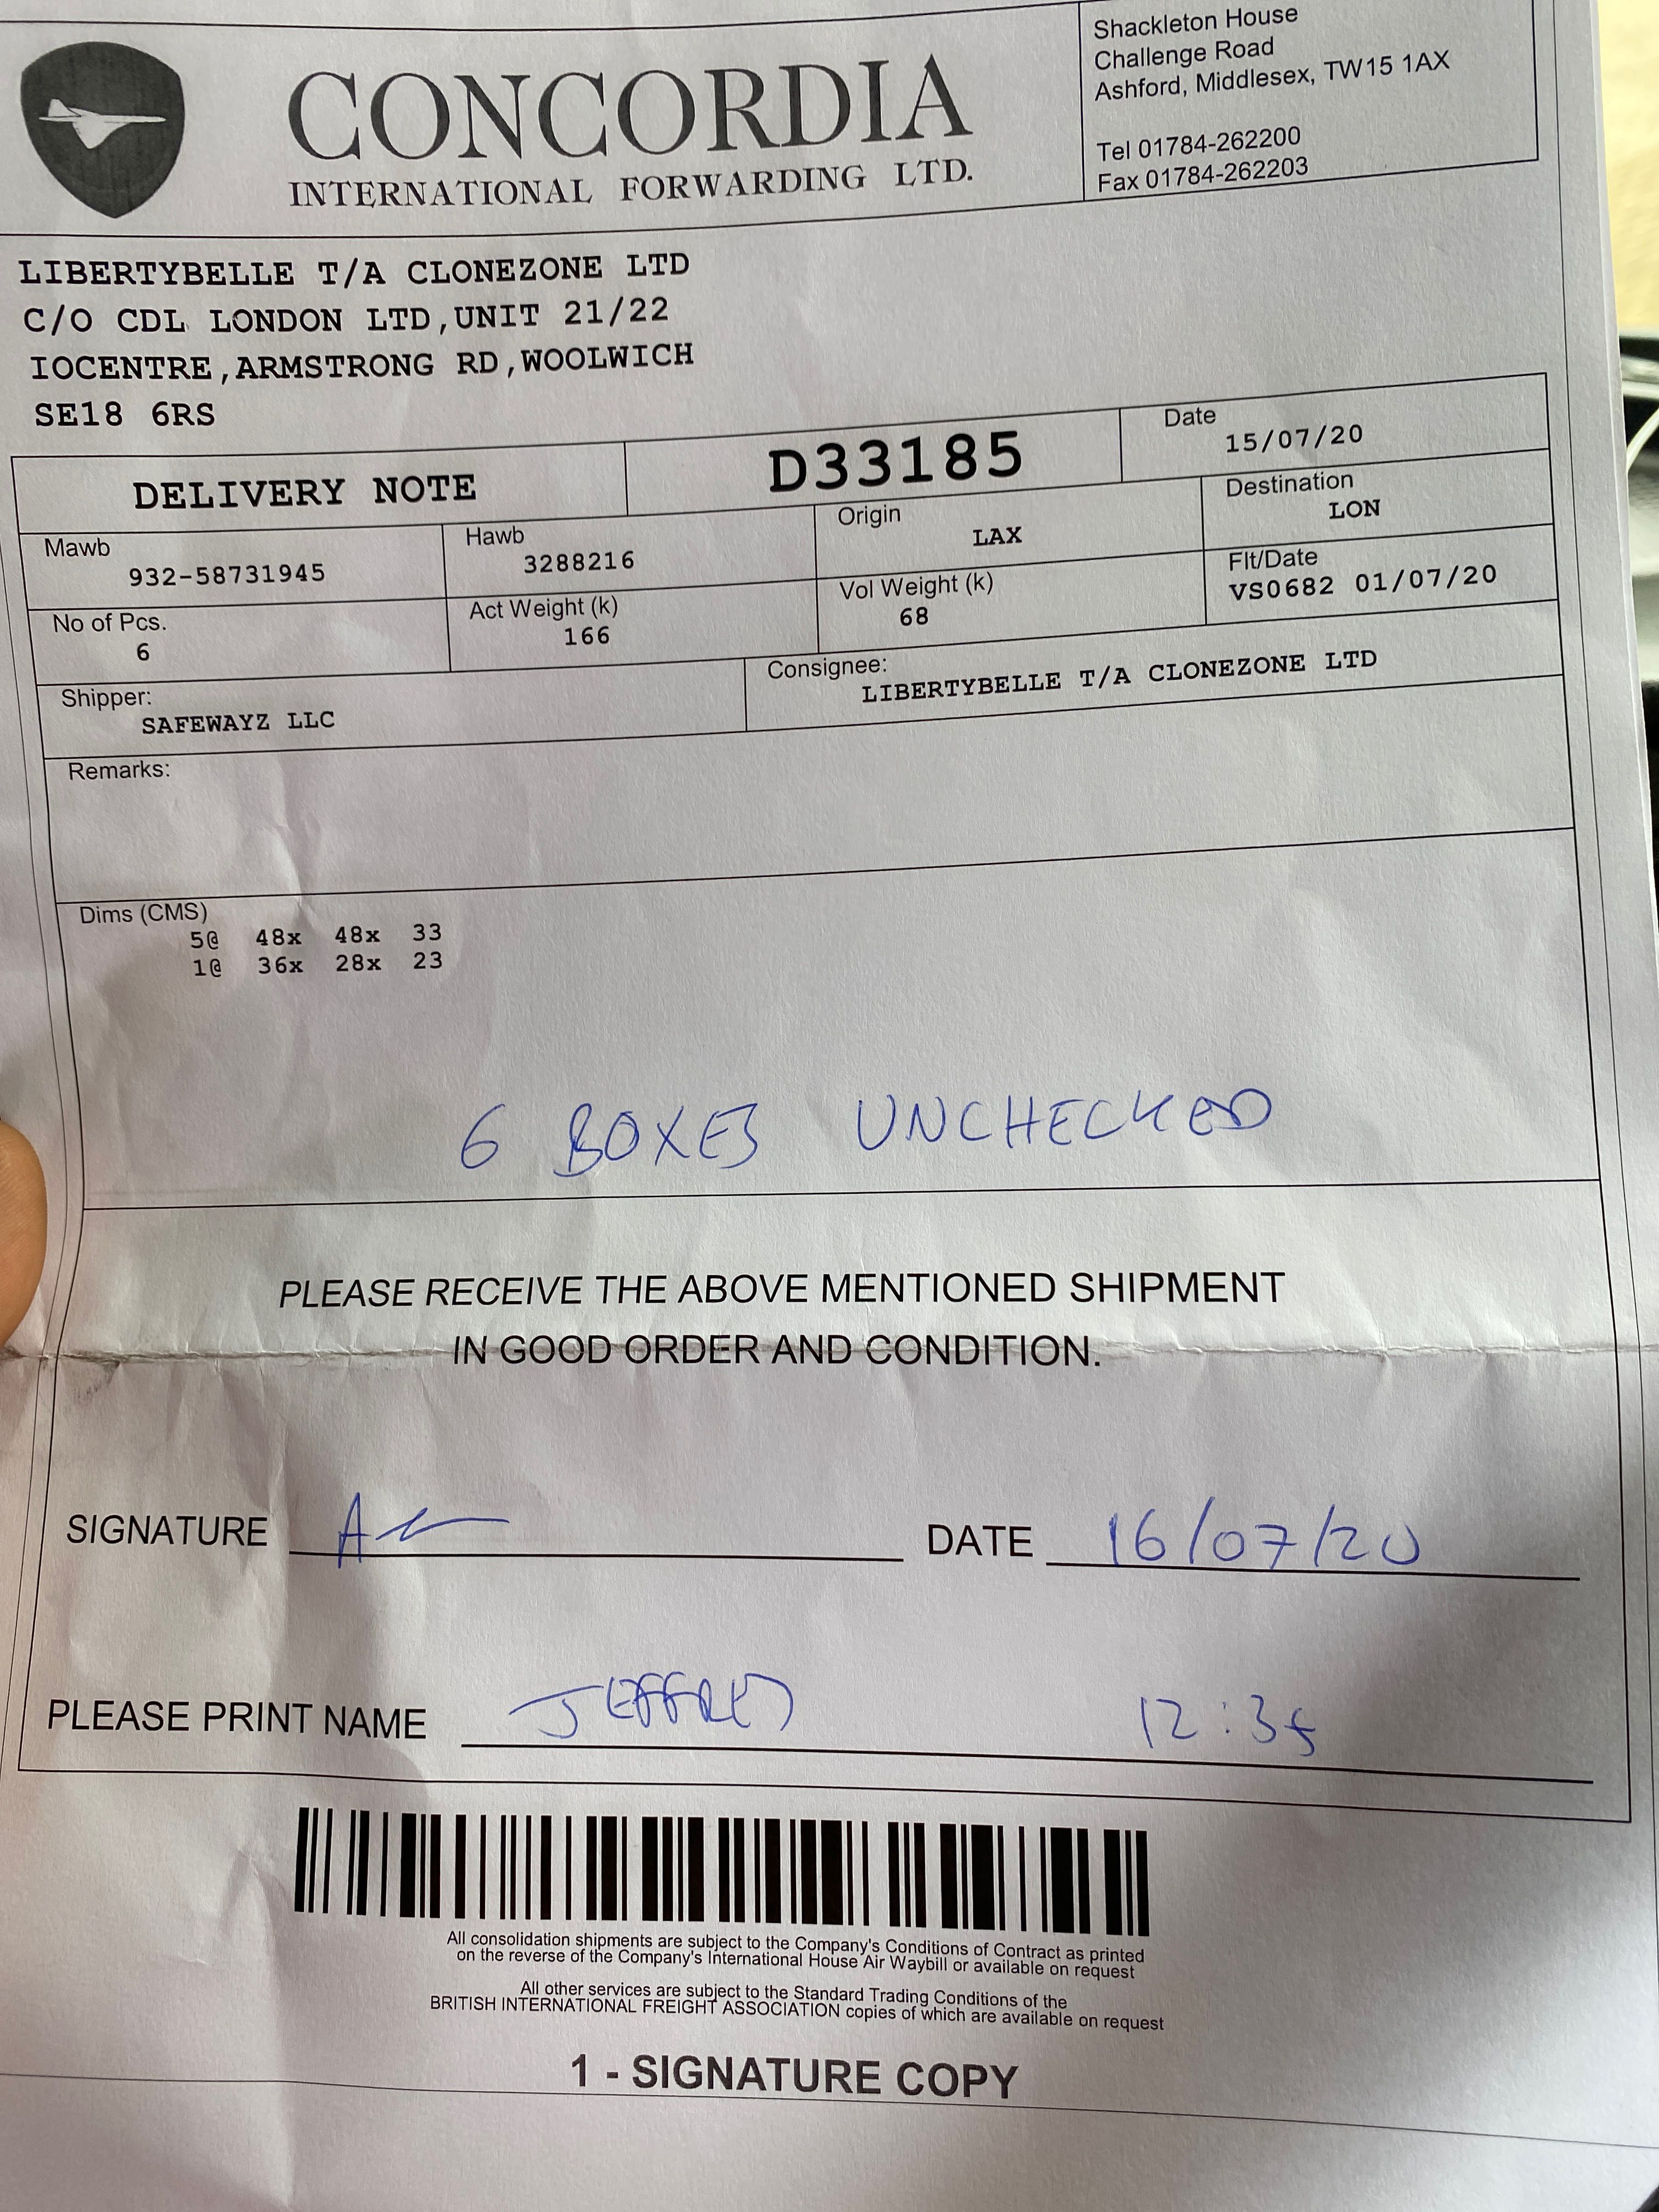 CONCORDIA
INTERNATIONAL FORWARDING LTD.
Shackleton House
Challenge Road
Ashford, Middlesex, TW15 1AX
Tel 01784-262200
Fax 01784-262203
LIBERTYBELLE T/A CLONEZONE LTD
C/O CDL LONDON LTD,UNIT 21/22
IOCENTRE,ARMSTRONG RD,WOOLWICH
SE18 6RS
DELIVERY NOTE
D33185
Date
15/07/20
Mawb
932-58731945
Hawb
3288216
Origin
LAX
Destination
LON
No of Pcs.
6
Act Weight (k)
166
Vol Weight (k)
68
Flt/Date
VS0682 01/07/20
Shipper:
SAFEWAYZ LLC
Consignee:
LIBERTYBELLE T/A CLONEZONE LTD
Remarks:
Dims (CMS)
5@ 48x 48x 33
1@ 36x 28x 23
6 BOXES UNCHECKED
PLEASE RECEIVE THE ABOVE MENTIONED SHIPMENT
IN GOOD ORDER AND CONDITION.
SIGNATURE
DATE 16/07/20
PLEASE PRINT NAME JEFFREY 12:35
All consolidation shipments are subject to the Company's Conditions of Contract as printed
on the reverse of the Company's International House Air Waybill or available on request
All other services are subject to the Standard Trading Conditions of the
BRITISH INTERNATIONAL FREIGHT ASSOCIATION copies of which are available on request
1 - SIGNATURE COPY